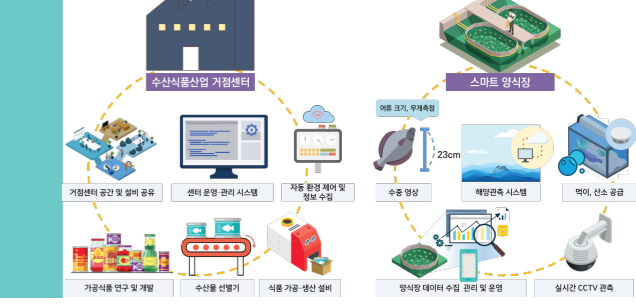 수산식품산업 거점센터
거점센터 공간 및 설비 공유
센터 운영·관리 시스템
자동 환경 제어 및
정보 수집
가공식품 연구 및 개발
수산물 선별기
식품 가공·생산 설비
스마트 양식장
어류 크기, 무게측정
23cm
수중 영상
해양관측 시스템
먹이, 산소 공급
양식장 데이터 수집 관리 및 운영
실시간 CCTV 관측